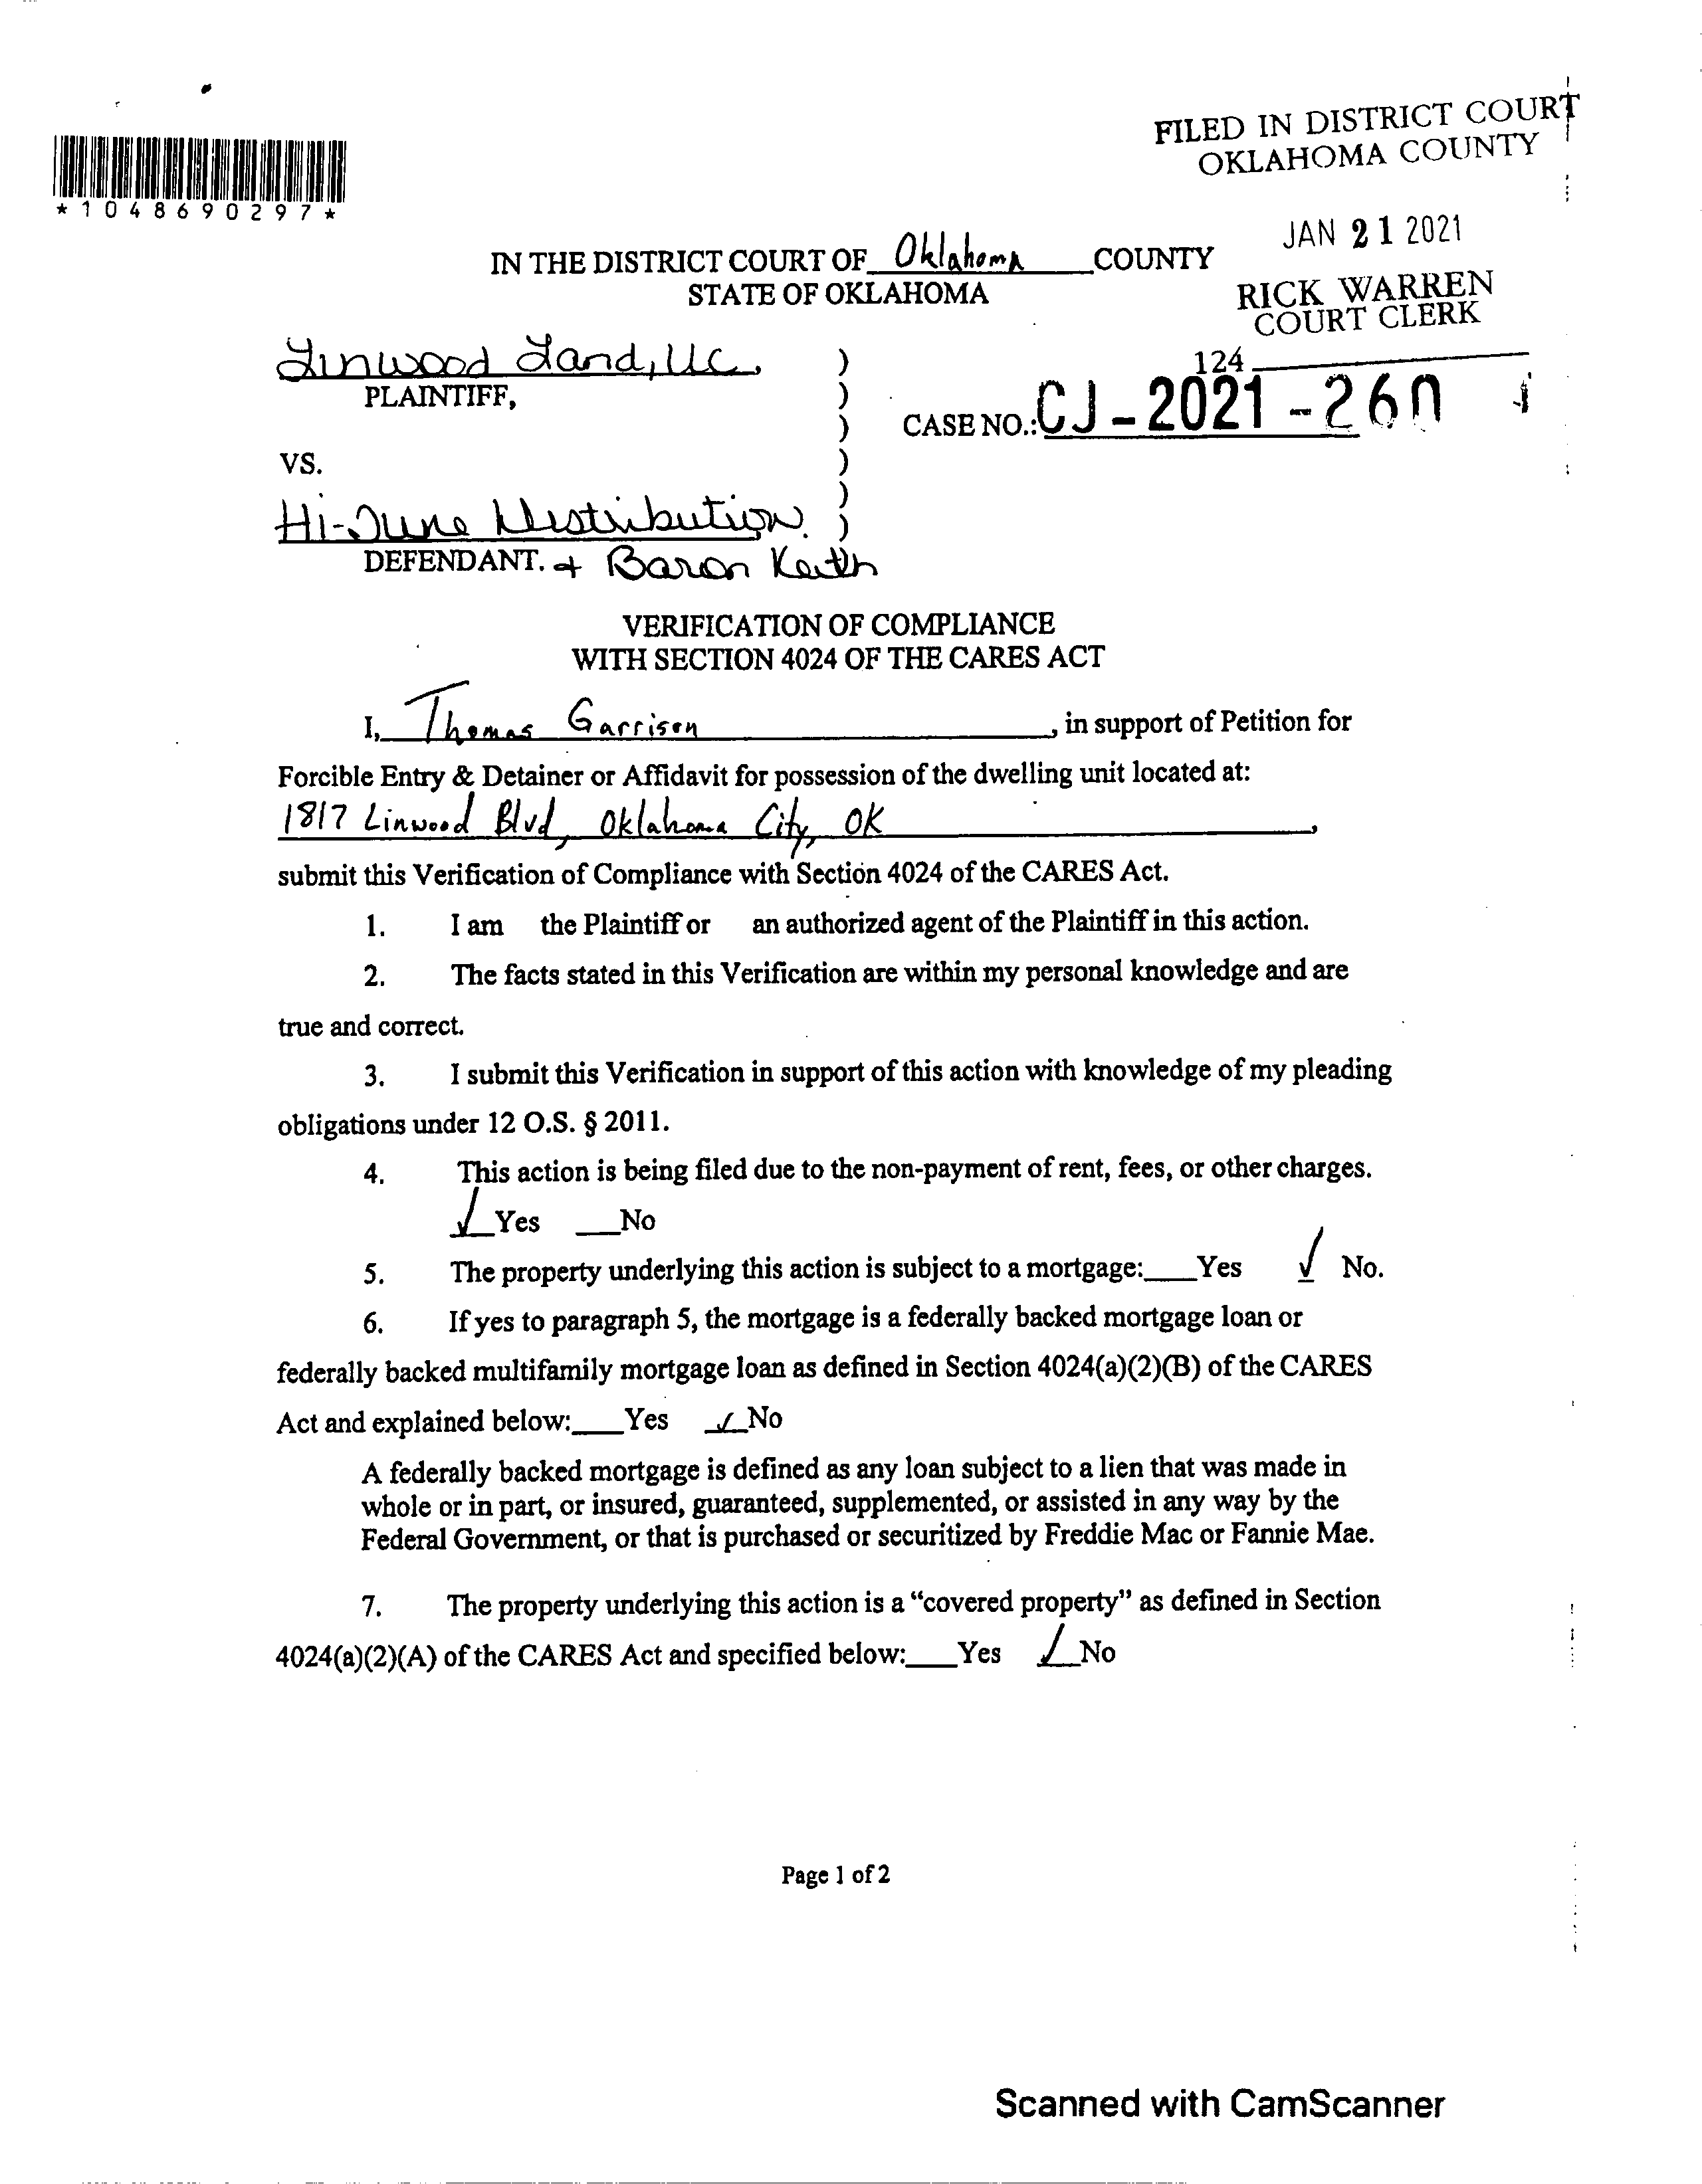 FILED IN DISTRICT COURT
OKLAHOMA COUNTY
*1048690297*
JAN 21 2021
IN THE DISTRICT COURT OF Oklahoma COUNTY
STATE OF OKLAHOMA
RICK WARREN
COURT CLERK
124
Linwood Land, LLC. )
PLAINTIFF, )
CASE NO.: CJ-2021-260
)
VS. )
)
Hi-June Distribution. )
DEFENDANT. + Baron Keith
VERIFICATION OF COMPLIANCE
WITH SECTION 4024 OF THE CARES ACT
I, Thomas Garrison, in support of Petition for
Forcible Entry & Detainer or Affidavit for possession of the dwelling unit located at:
1817 Linwood Blvd, Oklahoma City, OK,
submit this Verification of Compliance with Section 4024 of the CARES Act.
1. I am the Plaintiff or an authorized agent of the Plaintiff in this action.
2. The facts stated in this Verification are within my personal knowledge and are
true and correct.
3. I submit this Verification in support of this action with knowledge of my pleading
obligations under 12 O.S. § 2011.
4. This action is being filed due to the non-payment of rent, fees, or other charges.
✓ Yes ___No
5. The property underlying this action is subject to a mortgage:___Yes ✓ No.
6. If yes to paragraph 5, the mortgage is a federally backed mortgage loan or
federally backed multifamily mortgage loan as defined in Section 4024(a)(2)(B) of the CARES
Act and explained below:___Yes ✓ No
A federally backed mortgage is defined as any loan subject to a lien that was made in
whole or in part, or insured, guaranteed, supplemented, or assisted in any way by the
Federal Government, or that is purchased or securitized by Freddie Mac or Fannie Mae.
7. The property underlying this action is a “covered property” as defined in Section
4024(a)(2)(A) of the CARES Act and specified below:___Yes ✓ No
Page 1 of 2
Scanned with CamScanner